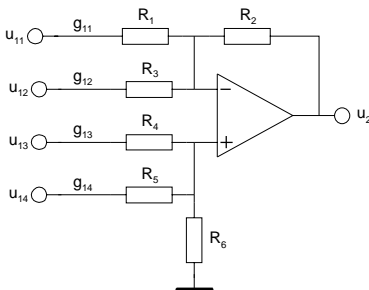 R₁ R₂
u₁₁ g₁₁
R₃
u₁₂ g₁₂
−
R₄
u₁₃ g₁₃
+
u₂
R₅
u₁₄ g₁₄
R₆